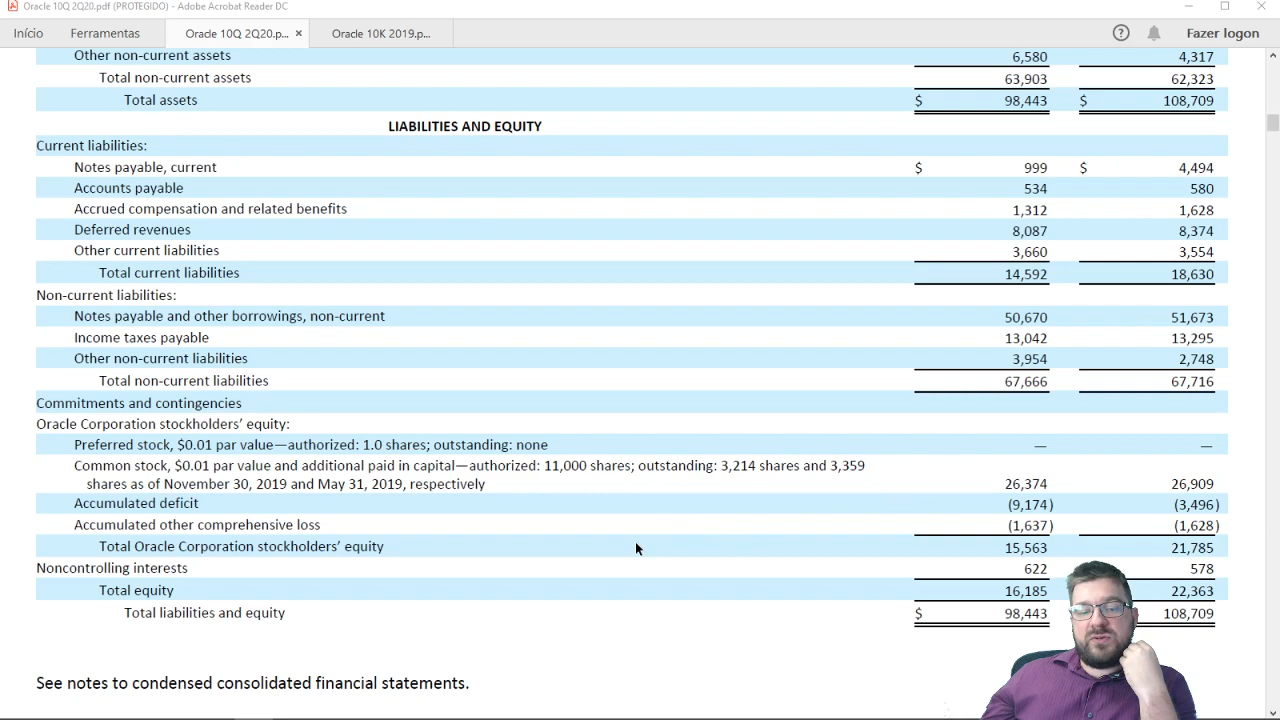 Oracle 10Q 2Q20.pdf (PROTEGIDO) - Adobe Acrobat Reader DC
Início Ferramentas Oracle 10Q 2Q20.p... × Oracle 10K 2019.p... Fazer logon
Other non-current assets 6,580 4,317
Total non-current assets 63,903 62,323
Total assets $ 98,443 $ 108,709
LIABILITIES AND EQUITY
Current liabilities:
Notes payable, current $ 999 $ 4,494
Accounts payable 534 580
Accrued compensation and related benefits 1,312 1,628
Deferred revenues 8,087 8,374
Other current liabilities 3,660 3,554
Total current liabilities 14,592 18,630
Non-current liabilities:
Notes payable and other borrowings, non-current 50,670 51,673
Income taxes payable 13,042 13,295
Other non-current liabilities 3,954 2,748
Total non-current liabilities 67,666 67,716
Commitments and contingencies
Oracle Corporation stockholders’ equity:
Preferred stock, $0.01 par value—authorized: 1.0 shares; outstanding: none — —
Common stock, $0.01 par value and additional paid in capital—authorized: 11,000 shares; outstanding: 3,214 shares and 3,359
shares as of November 30, 2019 and May 31, 2019, respectively 26,374 26,909
Accumulated deficit (9,174) (3,496)
Accumulated other comprehensive loss (1,637) (1,628)
Total Oracle Corporation stockholders’ equity 15,563 21,785
Noncontrolling interests 622 578
Total equity 16,185 22,363
Total liabilities and equity $ 98,443 108,709
See notes to condensed consolidated financial statements.